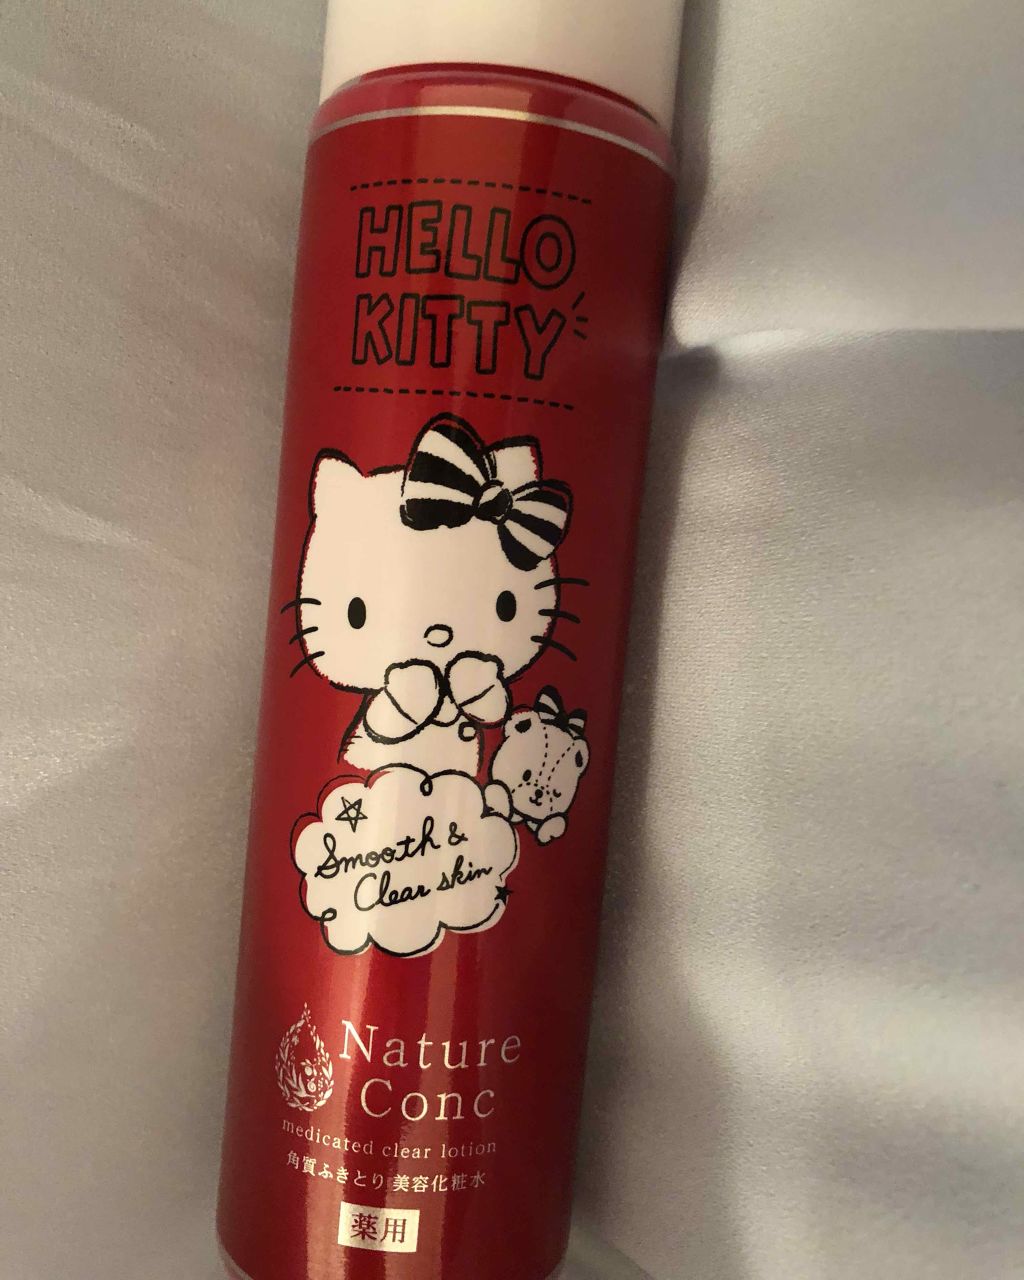 HELLO
KITTY
Smooth &
Clear skin
Nature
Conc
medicated clear lotion
角質ふきとり美容化粧水
薬用